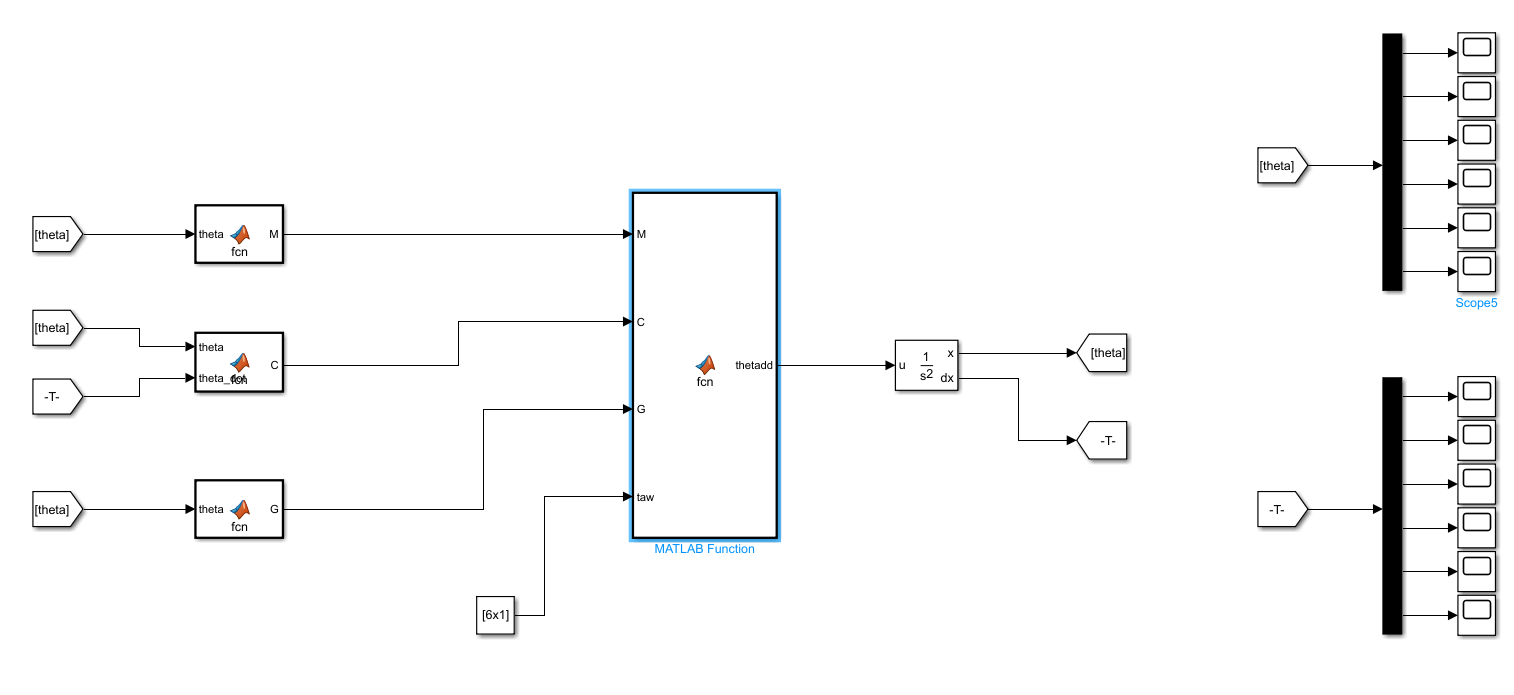 [theta]
theta
fcn
M
[theta]
-T-
theta
theta_dot
fcn
C
[theta]
theta
fcn
G
[6x1]
M
C
G
taw
fcn
thetadd
MATLAB Function
u
1
s2
x
dx
[theta]
-T-
[theta]
Scope5
-T-